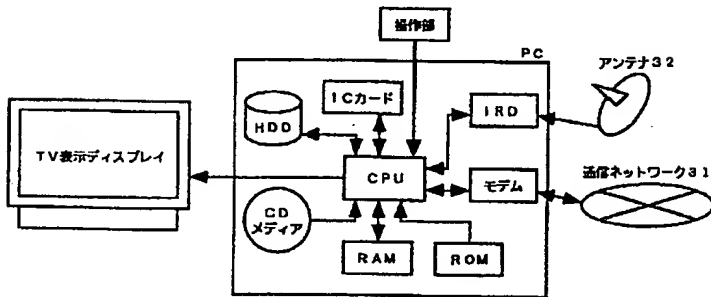 操作部
PC
アンテナ32
ICカード
IRD
HDD
TV表示ディスプレイ
通信ネットワーク31
CPU
モデム
CD
メディア
RAM
ROM